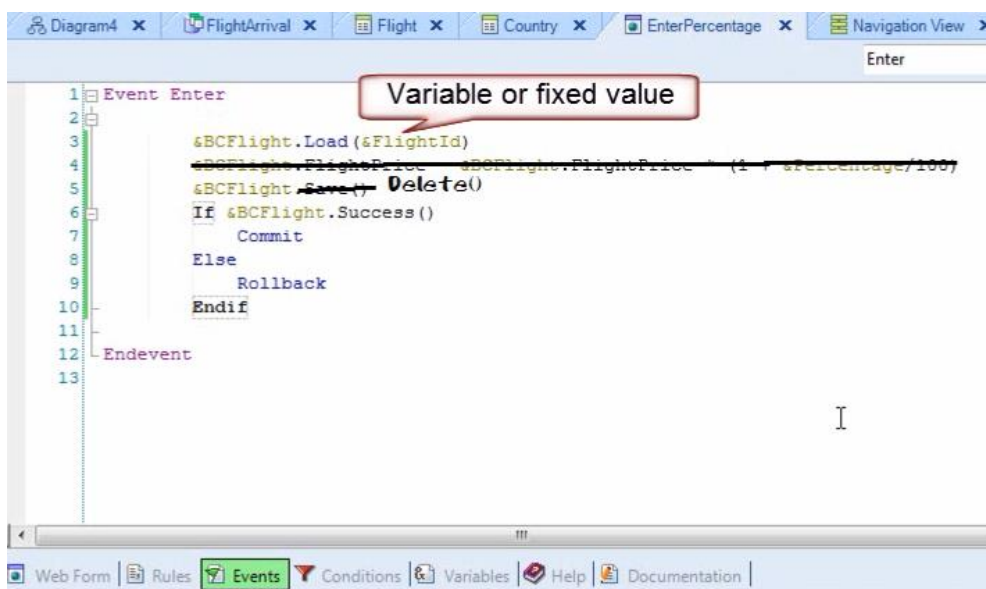 Diagram4 FlightArrival Flight Country EnterPercentage Navigation View
Enter
Variable or fixed value
1 Event Enter
2
3 &BCFlight.Load(&FlightId)
4 &BCFlight.FlightPrice &BCFlight.FlightPrice * (1 + &Percentage/100)
5 &BCFlight.Save() Delete()
6 If &BCFlight.Success()
7 Commit
8 Else
9 Rollback
10 Endif
11
12 Endevent
13
Web Form Rules Events Conditions Variables Help Documentation